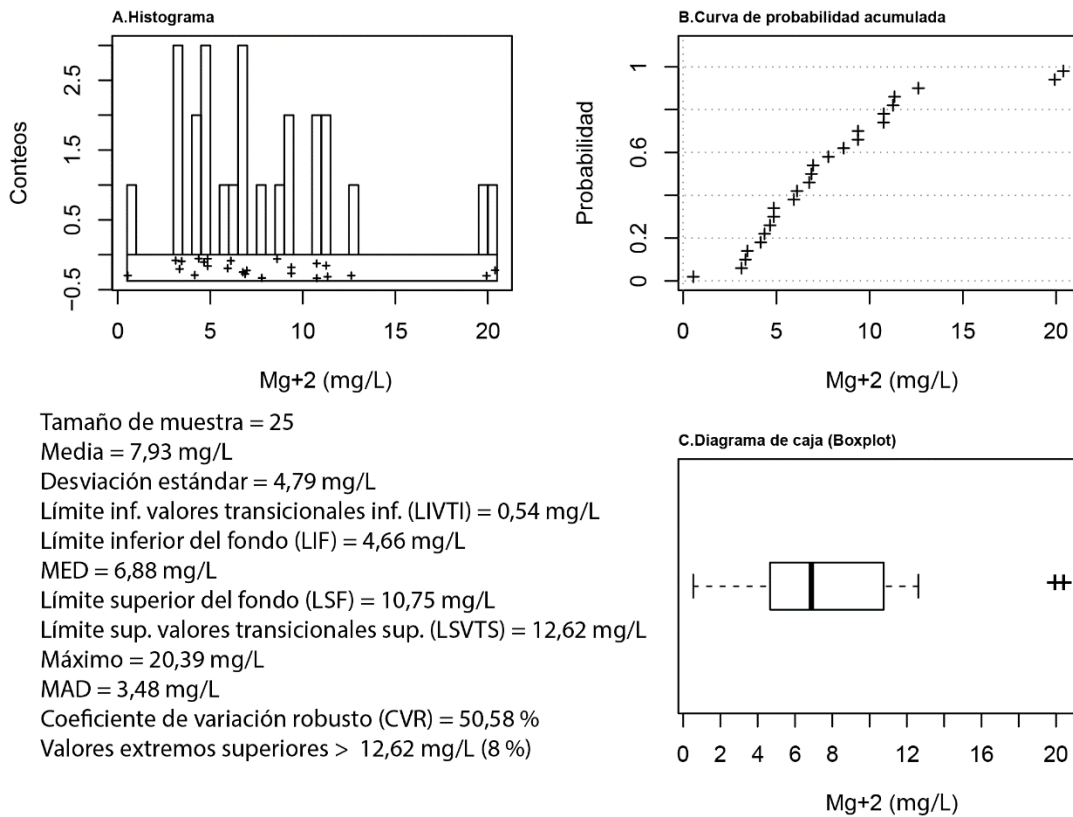 A.Histograma
Conteos
-0.5 0.5 1.5 2.5
0 5 10 15 20
Mg+2 (mg/L)
B.Curva de probabilidad acumulada
Probabilidad
0 0.2 0.6 1
0 5 10 15 20
Mg+2 (mg/L)
Tamaño de muestra = 25
Media = 7,93 mg/L
Desviación estándar = 4,79 mg/L
Límite inf. valores transicionales inf. (LIVTI) = 0,54 mg/L
Límite inferior del fondo (LIF) = 4,66 mg/L
MED = 6,88 mg/L
Límite superior del fondo (LSF) = 10,75 mg/L
Límite sup. valores transicionales sup. (LSVTS) = 12,62 mg/L
Máximo = 20,39 mg/L
MAD = 3,48 mg/L
Coeficiente de variación robusto (CVR) = 50,58 %
Valores extremos superiores > 12,62 mg/L (8 %)
C.Diagrama de caja (Boxplot)
0 2 4 6 8 12 16 20
Mg+2 (mg/L)